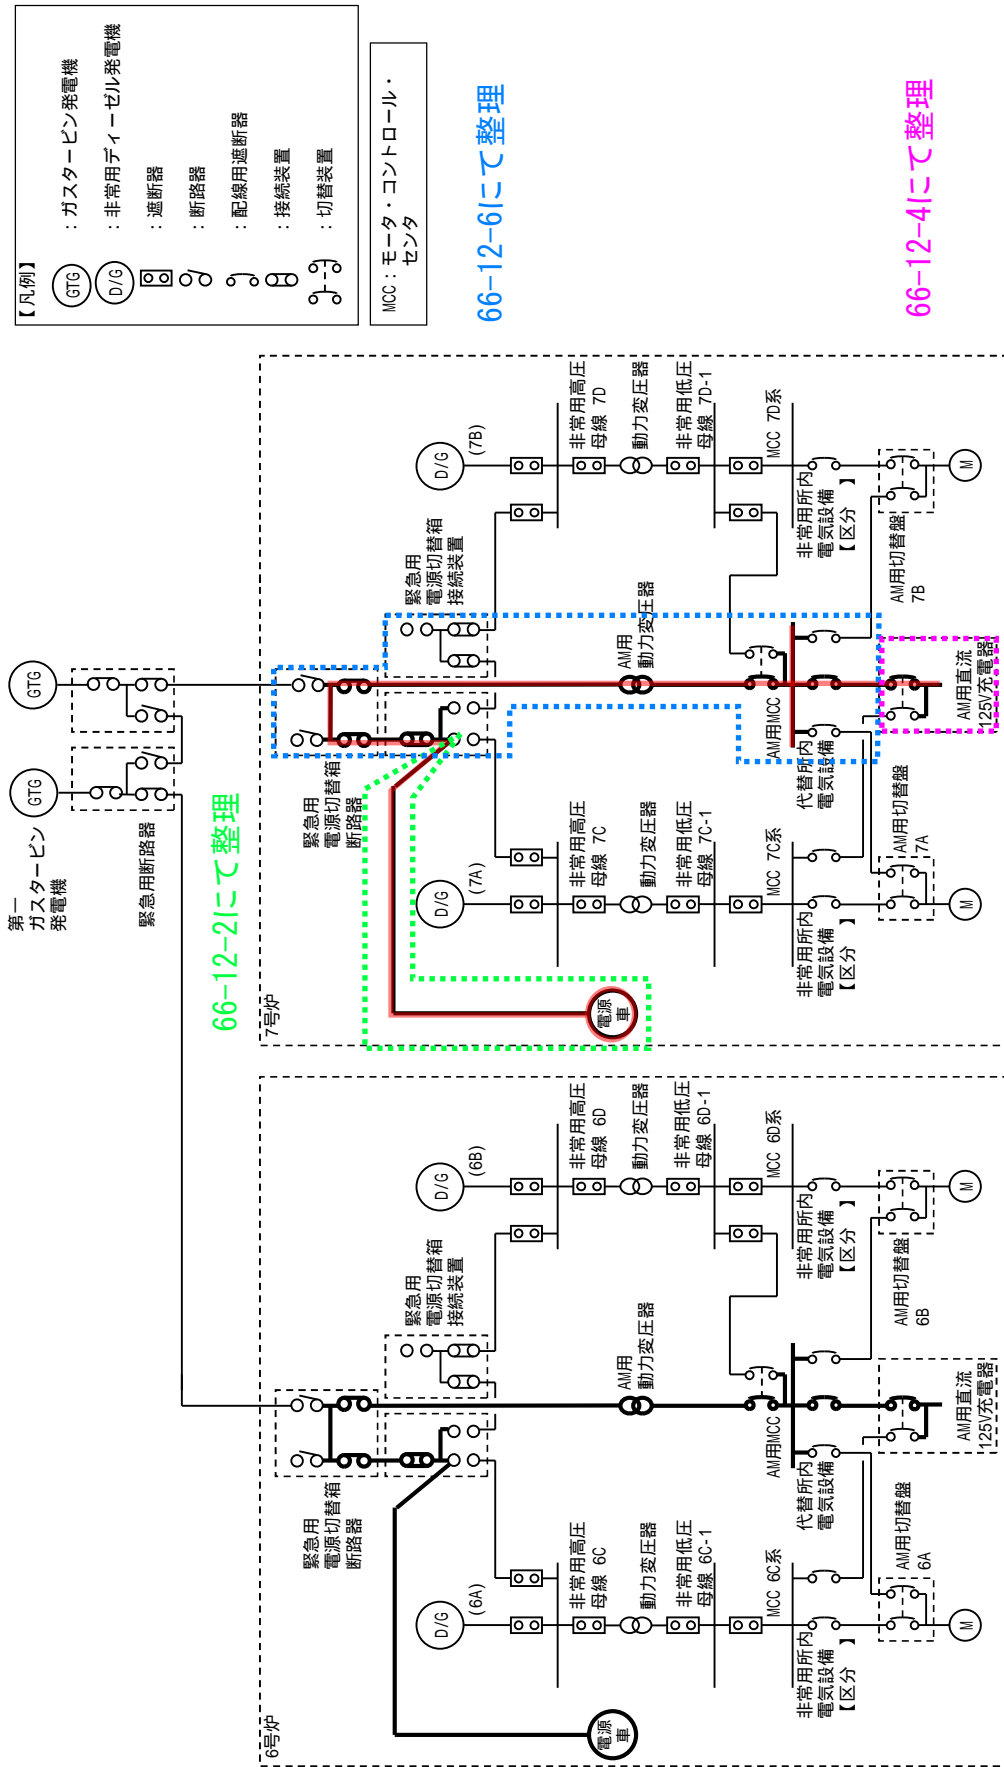 【凡例】
GTG
：ガスタービン発電機
D/G
：非常用ディーゼル発電機
：遮断器
：断路器
：配線用遮断器
：接続装置
：切替装置
MCC：モータ・コントロール・
センタ
66-12-6にて整理
66-12-4にて整理
66-12-2にて整理
第一
ガスタービン
発電機
GTG
GTG
緊急用断路器
7号炉
緊急用
電源切替箱
断路器
緊急用
電源切替箱
接続装置
D/G
(7A)
D/G
(7B)
非常用高圧
母線 7C
非常用高圧
母線 7D
動力変圧器
AM用
動力変圧器
動力変圧器
非常用低圧
母線 7C-1
非常用低圧
母線 7D-1
MCC 7C系
AM用MCC
MCC 7D系
非常用所内
電気設備
【区分　】
代替所内
電気設備
非常用所内
電気設備
【区分　】
AM用切替盤
7A
AM用切替盤
7B
AM用直流
125V充電器
M
M
電源
車
6号炉
緊急用
電源切替箱
断路器
緊急用
電源切替箱
接続装置
D/G
(6A)
D/G
(6B)
非常用高圧
母線 6C
非常用高圧
母線 6D
動力変圧器
AM用
動力変圧器
動力変圧器
非常用低圧
母線 6C-1
非常用低圧
母線 6D-1
MCC 6C系
AM用MCC
MCC 6D系
非常用所内
電気設備
【区分　】
代替所内
電気設備
非常用所内
電気設備
【区分　】
AM用切替盤
6A
AM用切替盤
6B
AM用直流
125V充電器
M
M
電源
車